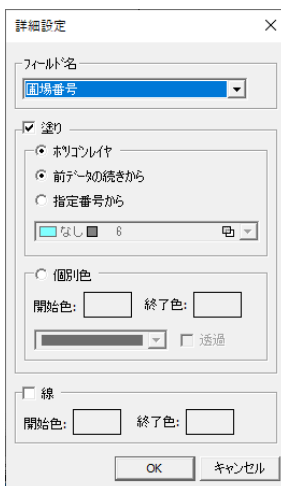 詳細設定
フィールド名
圃場番号
塗り
ポリゴンレイヤ
前データの続きから
指定番号から
なし 6
個別色
開始色: 終了色:
透過
線
開始色: 終了色:
OK キャンセル